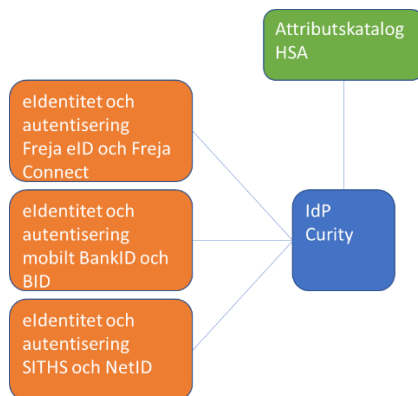 Attributskatalog
HSA
eIdentitet och
autentisering
Freja eID och Freja
Connect
eIdentitet och
autentisering
mobilt BankID och
BID
IdP
Curity
eIdentitet och
autentisering
SITHS och NetID